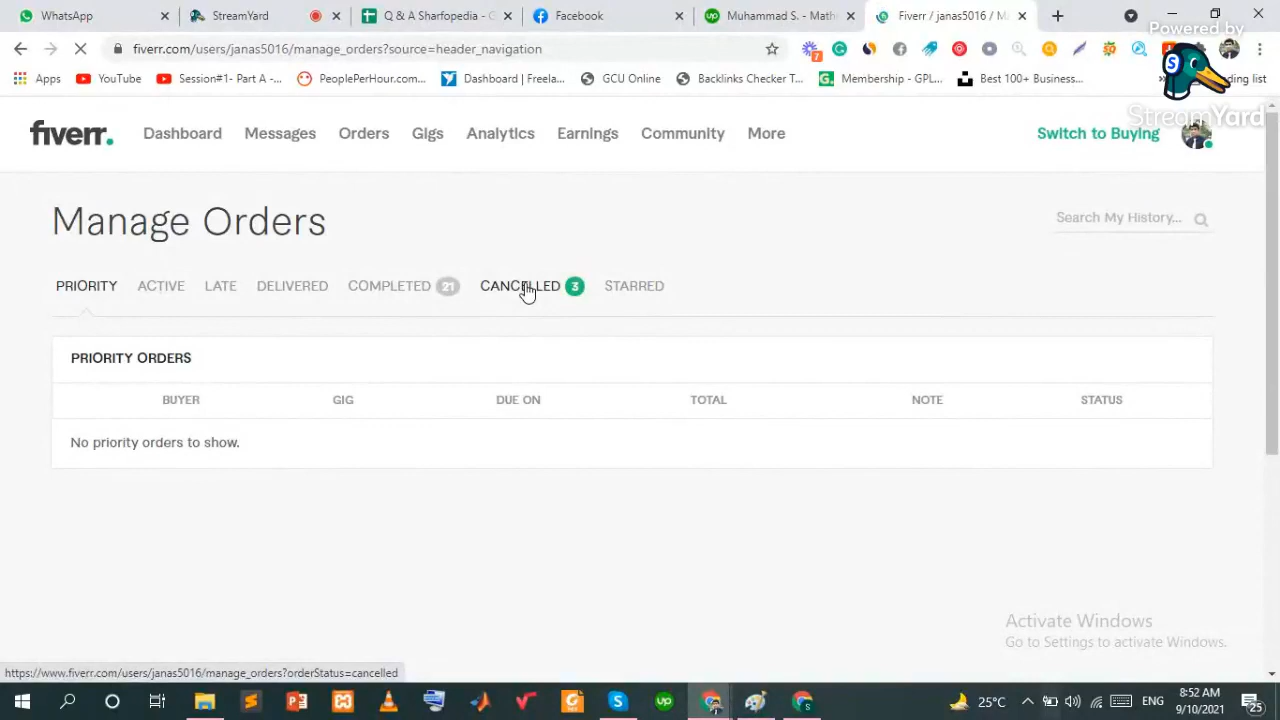 WhatsApp
StreamYard
Q & A Sharfopedia - G
Facebook
Muhammad S. - Math
Fiverr / janas5016 / M
Powered by
StreamYard
fiverr.com/users/janas5016/manage_orders?source=header_navigation
7
Apps
YouTube
Session#1- Part A -...
PeoplePerHour.com...
Dashboard | Freela...
GCU Online
Backlinks Checker T...
Membership - GPL...
Best 100+ Business...
ding list
fiverr.
Dashboard
Messages
Orders
Gigs
Analytics
Earnings
Community
More
Switch to Buying
Manage Orders
Search My History...
PRIORITY
ACTIVE
LATE
DELIVERED
COMPLETED 21
CANCELLED 3
STARRED
PRIORITY ORDERS
BUYER
GIG
DUE ON
TOTAL
NOTE
STATUS
No priority orders to show.
Activate Windows
Go to Settings to activate Windows.
https://www.fiverr.com/users/janas5016/manage_orders?orderStatus=cancelled
25°C
ENG
8:52 AM
9/10/2021
25